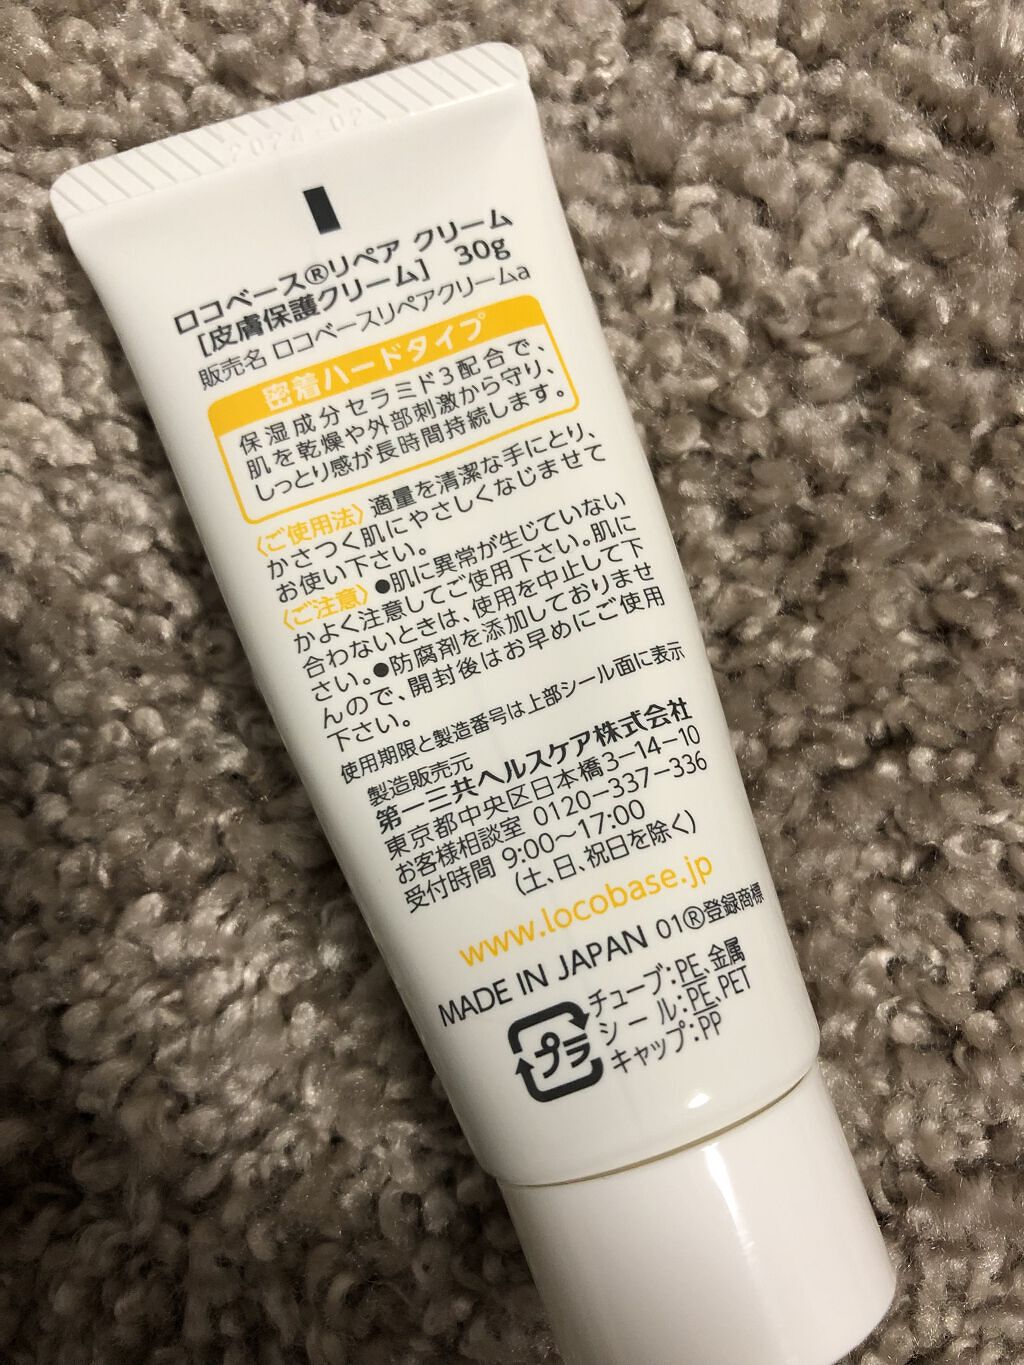 2024.02
ロコベース®リペア クリーム
[皮膚保護クリーム] 30g
販売名 ロコベースリペアクリームa
密着ハードタイプ
保湿成分セラミド3配合で、
肌を乾燥や外部刺激から守り、
しっとり感が長時間持続します。
〈ご使用法〉適量を清潔な手にとり、
かさつく肌にやさしくなじませて
お使い下さい。
〈ご注意〉●肌に異常が生じていない
かよく注意してご使用下さい。肌に
合わないときは、使用を中止して下
さい。●防腐剤を添加しておりませ
んので、開封後はお早めにご使用
下さい。
使用期限と製造番号は上部シール面に表示
製造販売元
第一三共ヘルスケア株式会社
東京都中央区日本橋3-14-10
お客様相談室 0120-337-336
受付時間 9:00～17:00
(土、日、祝日を除く)
www.locobase.jp
MADE IN JAPAN 01®登録商標
プラ
チューブ:PE、金属
シール:PE、PET
キャップ:PP